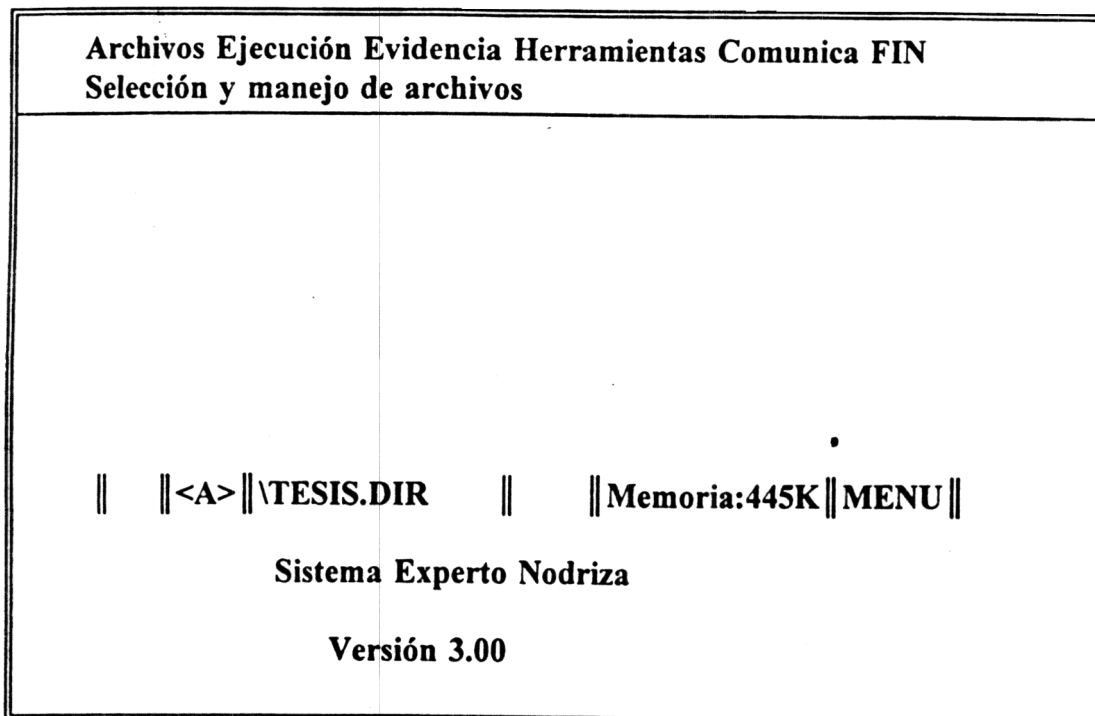 Archivos Ejecución Evidencia Herramientas Comunica FIN
Selección y manejo de archivos
‖ ‖<A>‖\TESIS.DIR ‖ ‖Memoria:445K‖MENU‖
Sistema Experto Nodriza
Versión 3.00